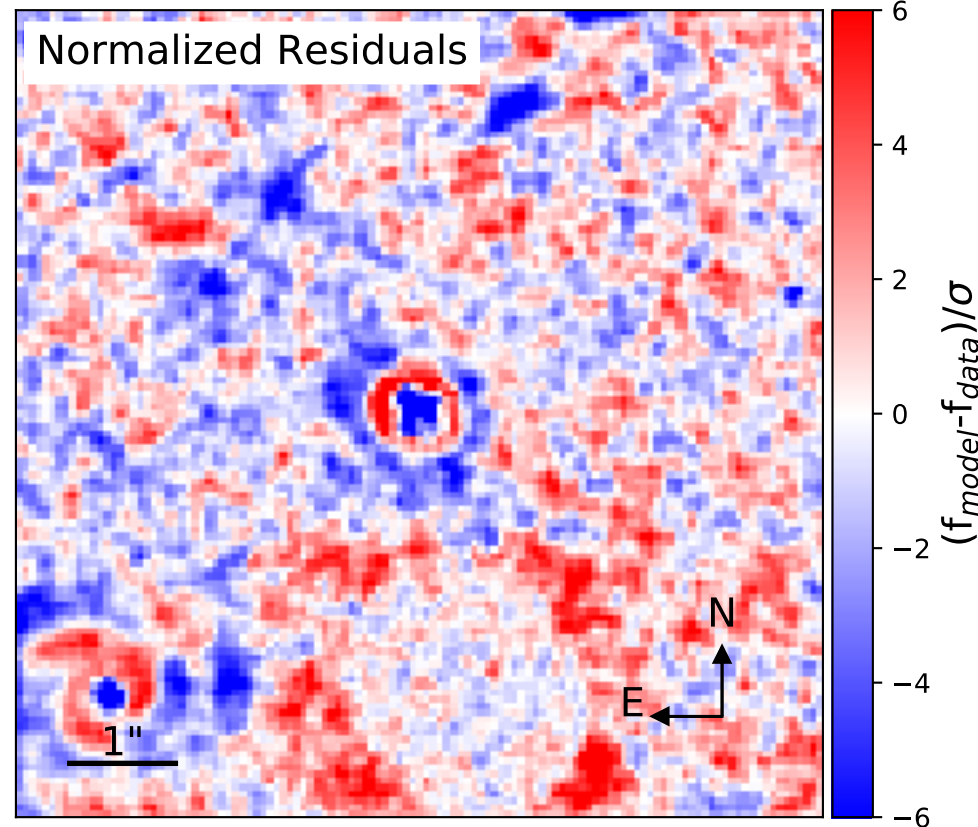 Normalized Residuals
6
4
2
0
−2
−4
−6
(f_model-f_data)/σ
N
E
1"